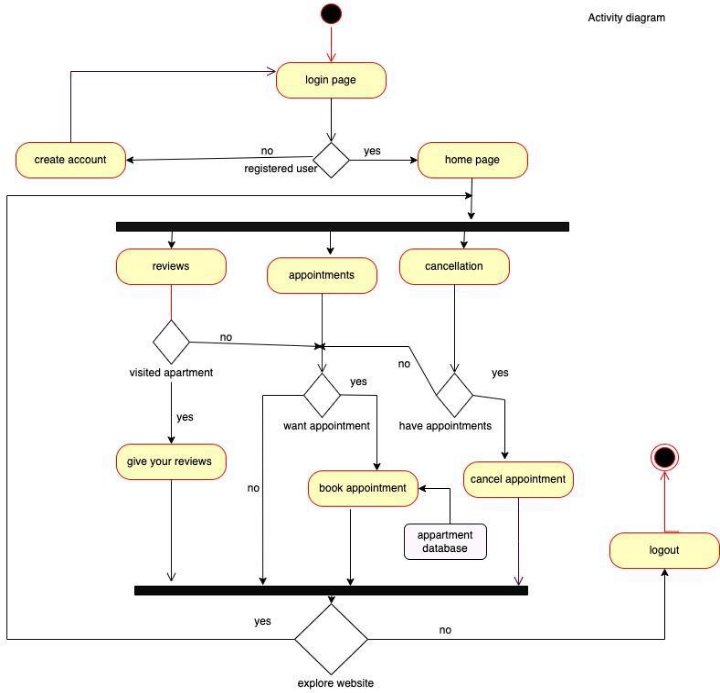 Activity diagram
login page
no
yes
create account
registered user
home page
reviews
appointments
cancellation
no
no
yes
visited apartment
yes
want appointment
have appointments
yes
give your reviews
no
book appointment
cancel appointment
appartment
database
logout
yes
no
explore website